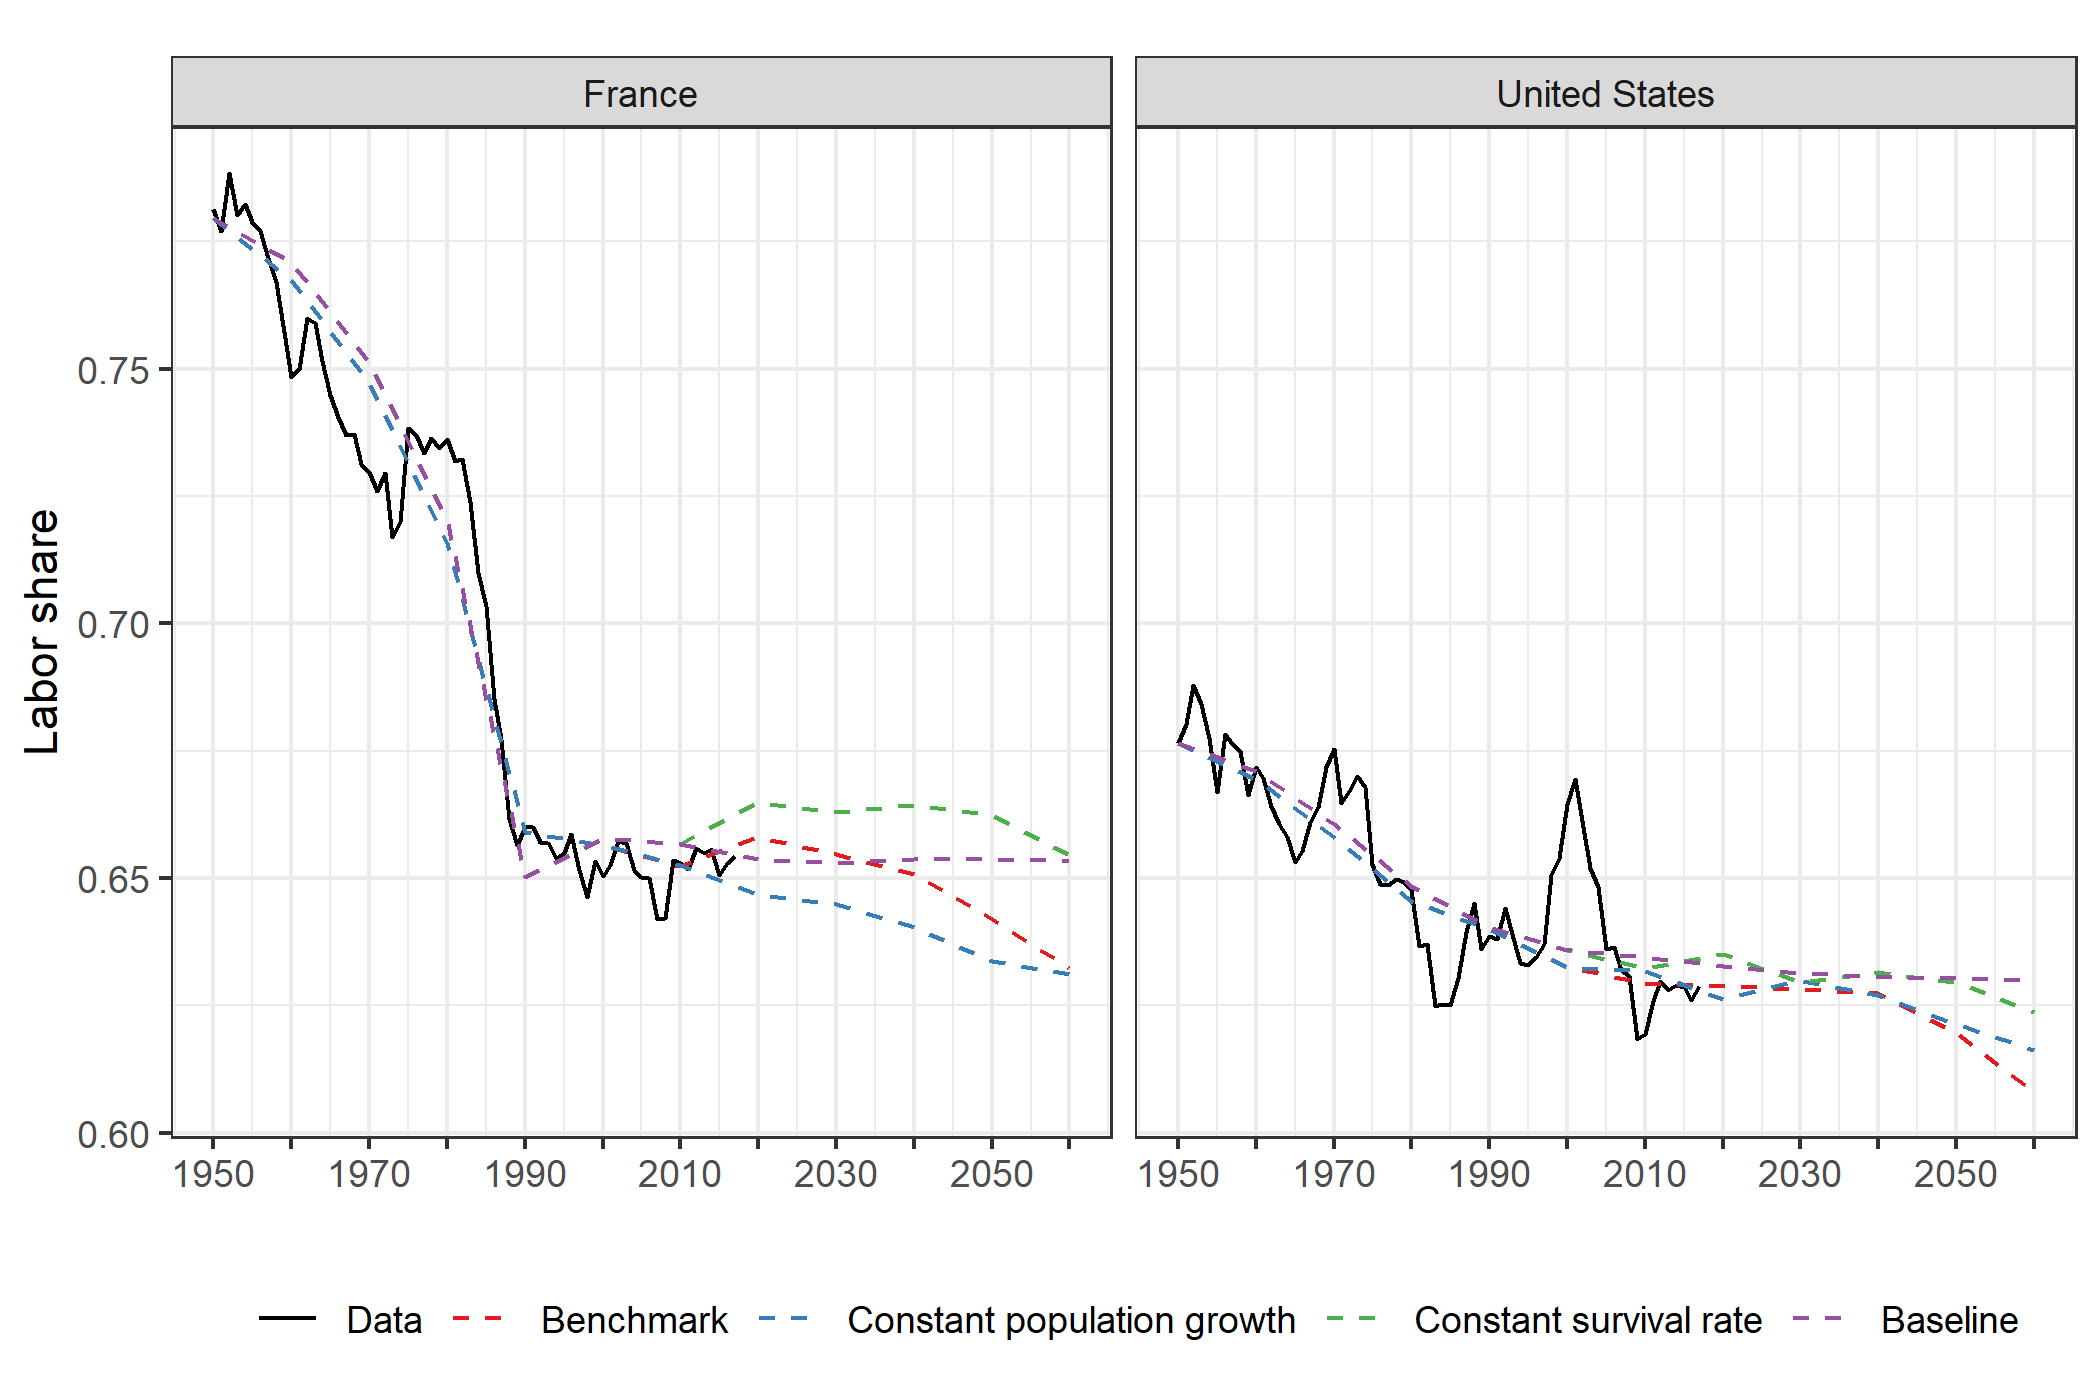 France
United States
Labor share
0.75
0.70
0.65
0.60
1950 1970 1990 2010 2030 2050
1950 1970 1990 2010 2030 2050
Data Benchmark Constant population growth Constant survival rate Baseline